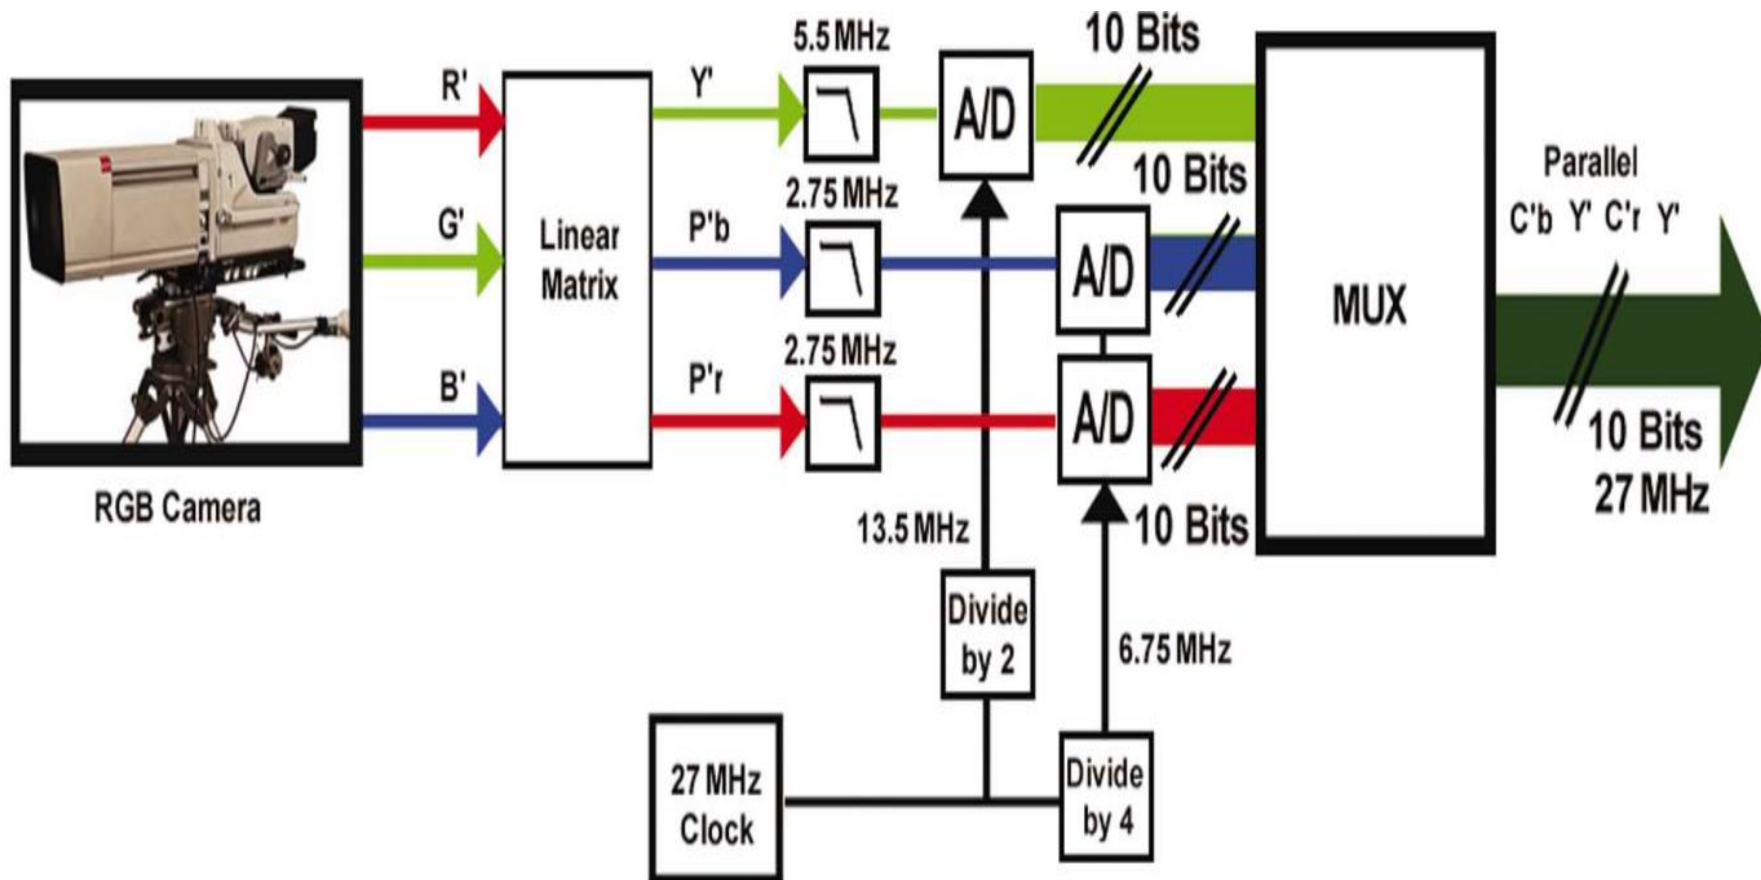 5.5 MHz
10 Bits
R'
Y'
A/D
2.75 MHz
10 Bits
Parallel
C'b Y' C'r Y'
G'
Linear
Matrix
P'b
A/D
MUX
2.75 MHz
B'
P'r
A/D
10 Bits
27 MHz
RGB Camera
13.5 MHz
10 Bits
Divide
by 2
6.75 MHz
27 MHz
Clock
Divide
by 4